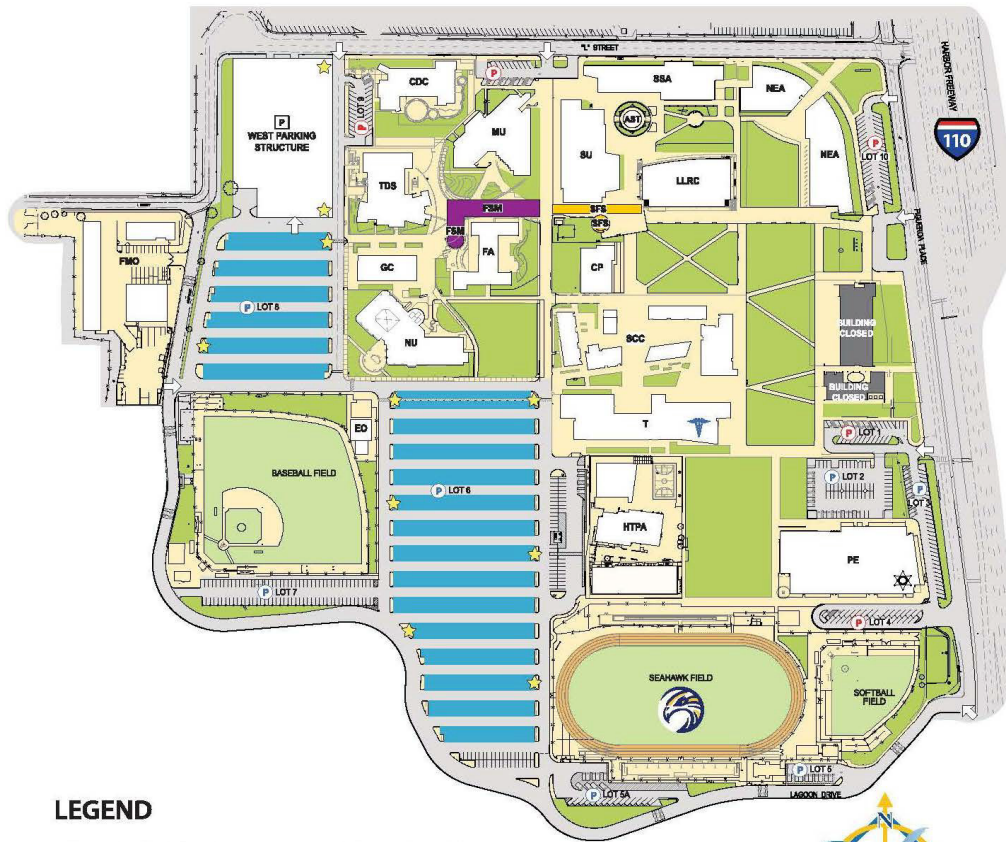 "L" STREET
HARBOR FREEWAY
110
CDC
P
SSA
NEA
LOT 9
P
P
WEST PARKING
STRUCTURE
MU
AST
SU
NEA
P
LOT 10
TDS
LLRC
FSM
SFS
FSM
SFS
FIGUEROA PLACE
FA
FMO
GC
CP
P LOT 8
BUILDING
CLOSED
NU
SCC
BUILDING
CLOSED
EO
T
P LOT 1
BASEBALL FIELD
P LOT 2
P
P LOT 6
HTPA
PE
P LOT 7
P LOT 4
SEAHAWK FIELD
SOFTBALL
FIELD
P LOT 5
P LOT 5A
LAGOON DRIVE
LEGEND
N